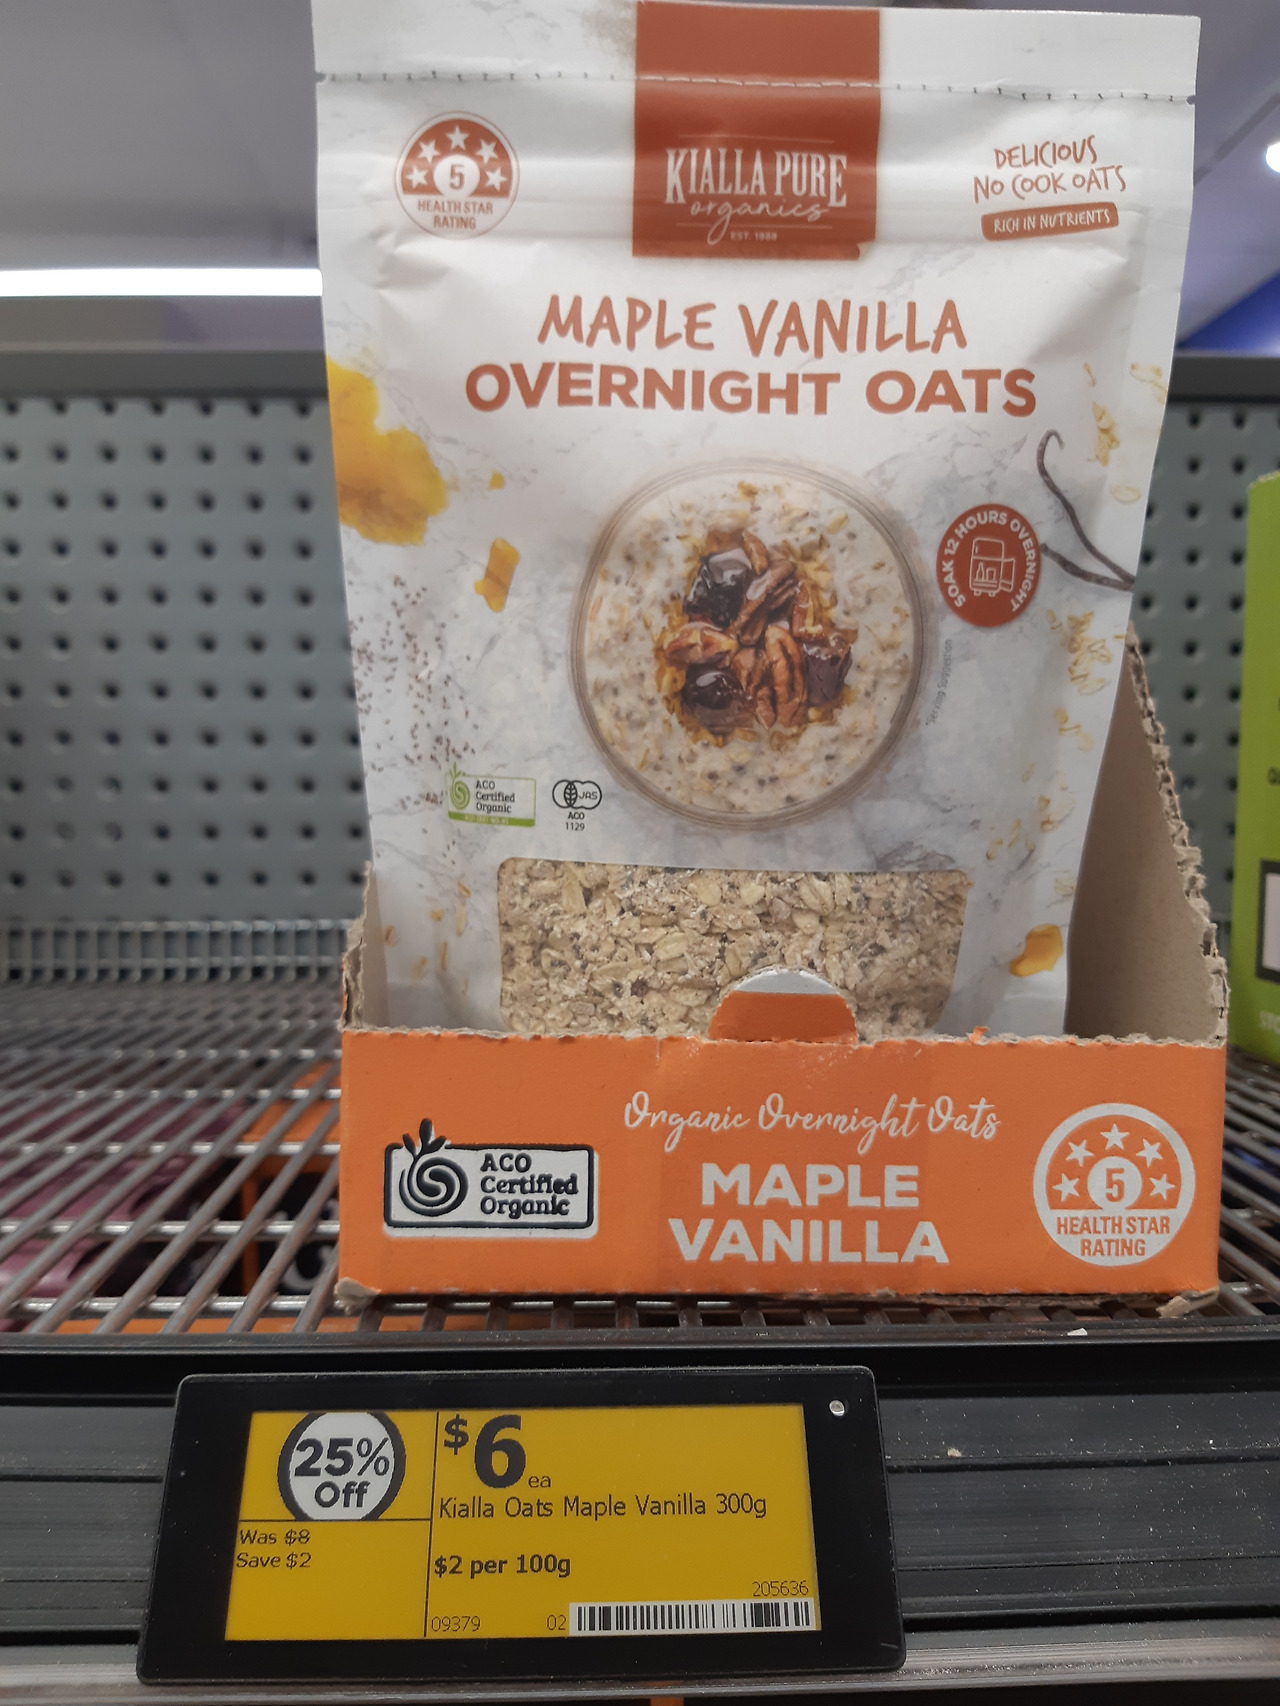 5
HEALTH STAR
RATING
KIALLA PURE
organics
EST. 1988
DELICIOUS
NO COOK OATS
RICH IN NUTRIENTS
MAPLE VANILLA
OVERNIGHT OATS
SOAK 12 HOURS OVERNIGHT
Serving Suggestion
ACO
Certified
Organic
JAS
ACO
1129
Organic Overnight Oats
MAPLE
VANILLA
ACO
Certified
Organic
5
HEALTH STAR
RATING
25%
Off
Was $8
Save $2
$6
ea
Kialla Oats Maple Vanilla 300g
$2 per 100g
205636
09379
02